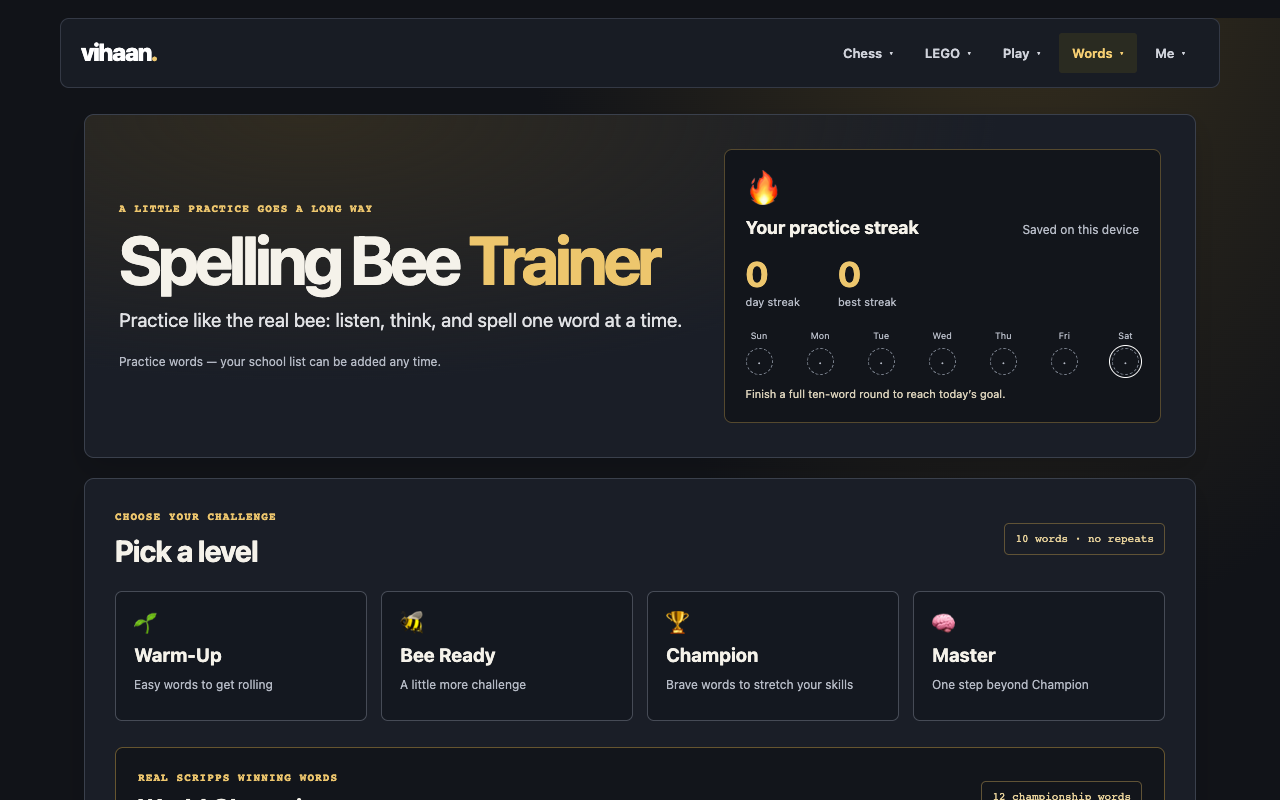 vihaan.
Chess
LEGO
Play
Words
Me
A LITTLE PRACTICE GOES A LONG WAY
Spelling Bee Trainer
Practice like the real bee: listen, think, and spell one word at a time.
Practice words — your school list can be added any time.
Your practice streak
Saved on this device
0
0
day streak
best streak
Sun Mon Tue Wed Thu Fri Sat
Finish a full ten-word round to reach today’s goal.
CHOOSE YOUR CHALLENGE
Pick a level
10 words · no repeats
Warm-Up
Easy words to get rolling
Bee Ready
A little more challenge
Champion
Brave words to stretch your skills
Master
One step beyond Champion
REAL SCRIPPS WINNING WORDS
12 championship words